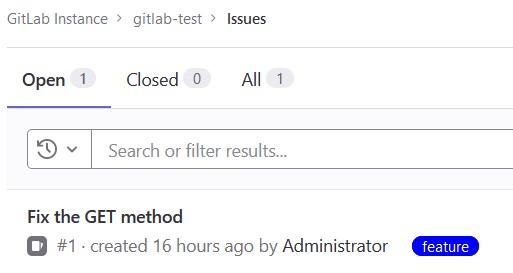 GitLab Instance > gitlab-test > Issues
Open 1 Closed 0 All 1
Search or filter results...
Fix the GET method
#1 · created 16 hours ago by Administrator feature